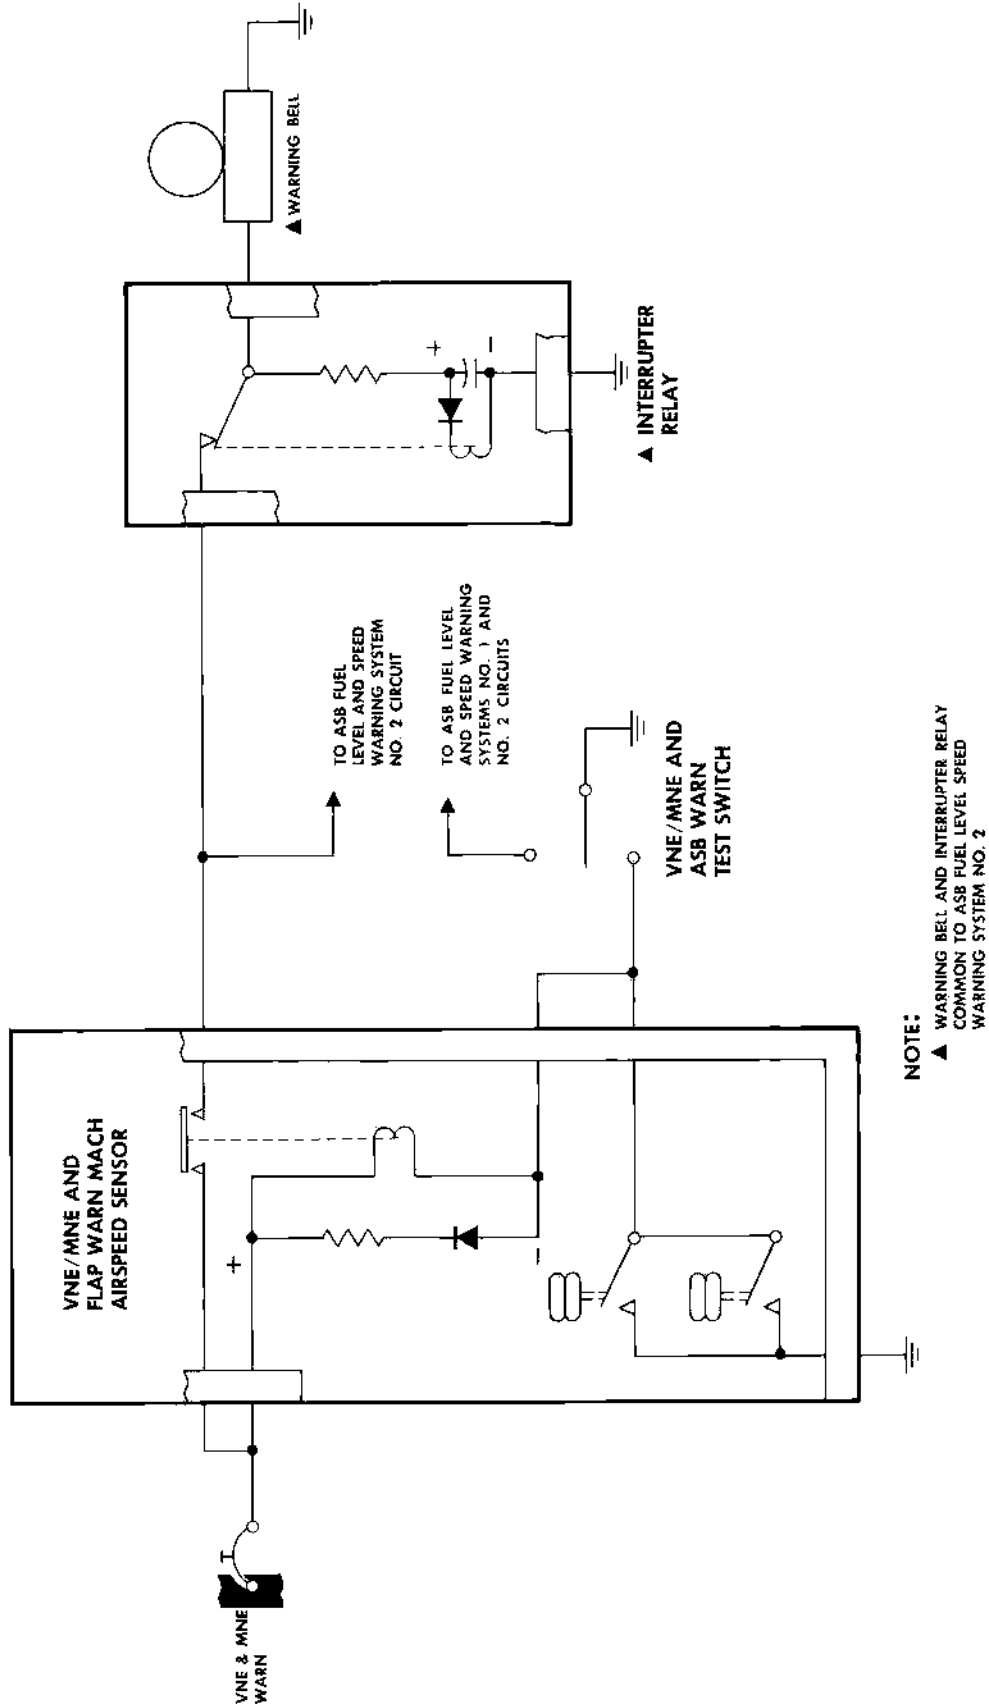 VNE & MNE
WARN
VNE/MNE AND
FLAP WARN MACH
AIRSPEED SENSOR
+
−
TO ASB FUEL
LEVEL AND SPEED
WARNING SYSTEM
NO. 2 CIRCUIT
TO ASB FUEL LEVEL
AND SPEED WARNING
SYSTEMS NO. 1 AND
NO. 2 CIRCUITS
VNE/MNE AND
ASB WARN
TEST SWITCH
+
−
▲ INTERRUPTER
RELAY
▲ WARNING BELL
NOTE:
▲ WARNING BELL AND INTERRUPTER RELAY
COMMON TO ASB FUEL LEVEL SPEED
WARNING SYSTEM NO. 2